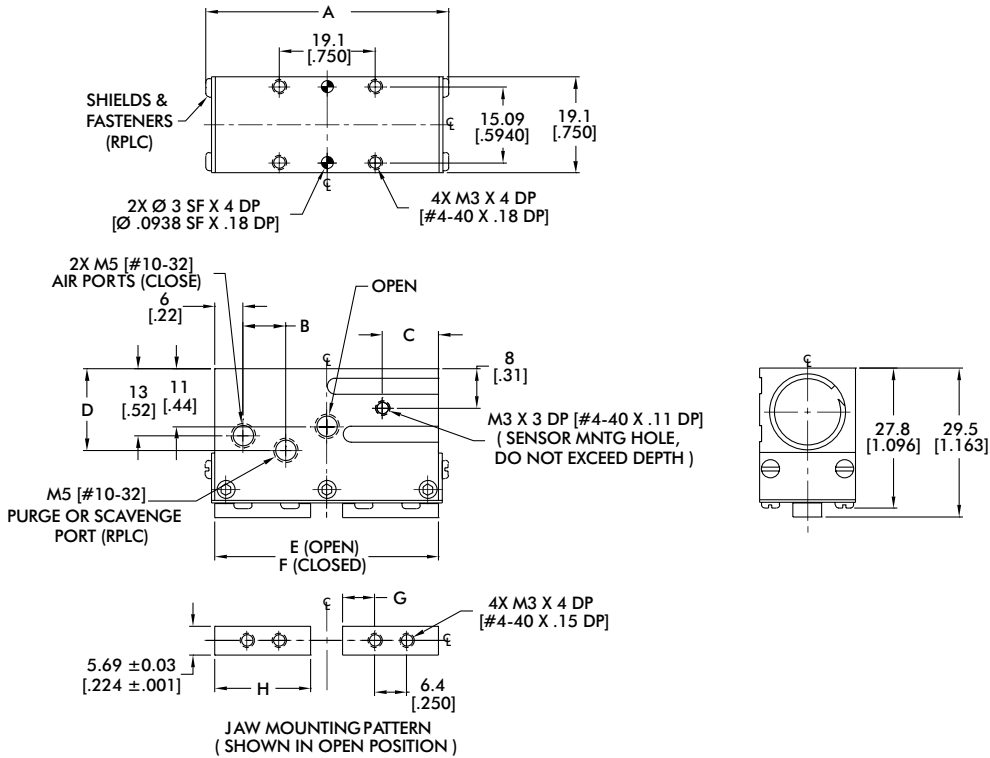 A
19.1
[.750]
SHIELDS &
FASTENERS
(RPLC)
15.09
[.5940]
19.1
[.750]
℄
℄
2X Ø 3 SF X 4 DP
[Ø .0938 SF X .18 DP]
4X M3 X 4 DP
[#4-40 X .18 DP]
2X M5 [#10-32]
AIR PORTS (CLOSE)
6
[.22]
B
OPEN
C
℄
8
[.31]
D
13
[.52]
11
[.44]
M3 X 3 DP [#4-40 X .11 DP]
( SENSOR MNTG HOLE,
DO NOT EXCEED DEPTH )
M5 [#10-32]
PURGE OR SCAVENGE
PORT (RPLC)
E (OPEN)
F (CLOSED)
℄
27.8
[1.096]
29.5
[1.163]
℄
G
4X M3 X 4 DP
[#4-40 X .15 DP]
℄
5.69 ±0.03
[.224 ±.001]
H
6.4
[.250]
JAW MOUNTING PATTERN
( SHOWN IN OPEN POSITION )